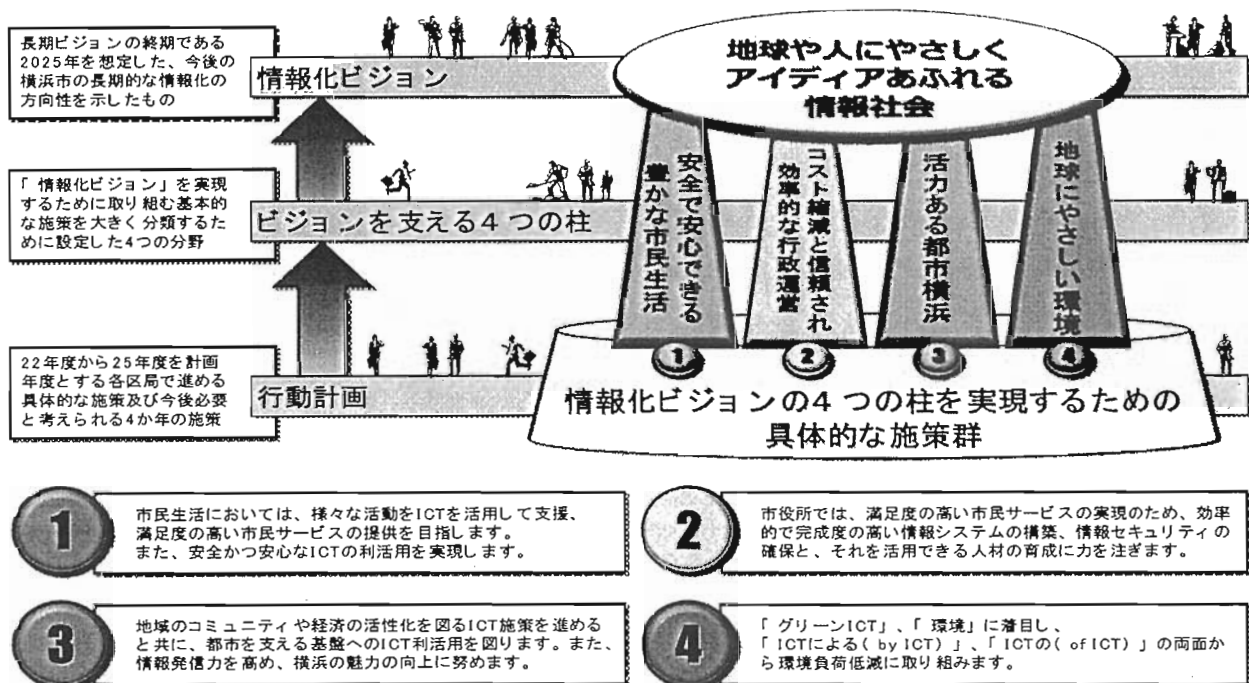 長期ビジョンの終期である
2025年を想定した、今後の
横浜市の長期的な情報化の
方向性を示したもの
情報化ビジョン
地球や人にやさしく
アイディアあふれる
情報社会
「情報化ビジョン」を実現
するために取り組む基本的
な施策を大きく分類するた
めに設定した4つの分野
ビジョンを支える4つの柱
安全で安心できる
豊かな市民生活
コスト縮減と信頼され
効率的な行政運営
活力ある都市横浜
地球にやさしい環境
1
2
3
4
22年度から25年度を計画
年度とする各区局で進める
具体的な施策及び今後必要
と考えられる4か年の施策
行動計画
情報化ビジョンの4つの柱を実現するための
具体的な施策群
1
市民生活においては、様々な活動をICTを活用して支援、
満足度の高い市民サービスの提供を目指します。
また、安全かつ安心なICTの利活用を実現します。
2
市役所では、満足度の高い市民サービスの実現のため、効率
的で完成度の高い情報システムの構築、情報セキュリティの
確保と、それを活用できる人材の育成に力を注ぎます。
3
地域のコミュニティや経済の活性化を図るICT施策を進める
と共に、都市を支える基盤へのICT利活用を図ります。また、
情報発信力を高め、横浜の魅力の向上に努めます。
4
「グリーンICT」、「環境」に着目し、
「ICTによる(by ICT)」、「ICTの(of ICT)」の両面か
ら環境負荷低減に取り組みます。